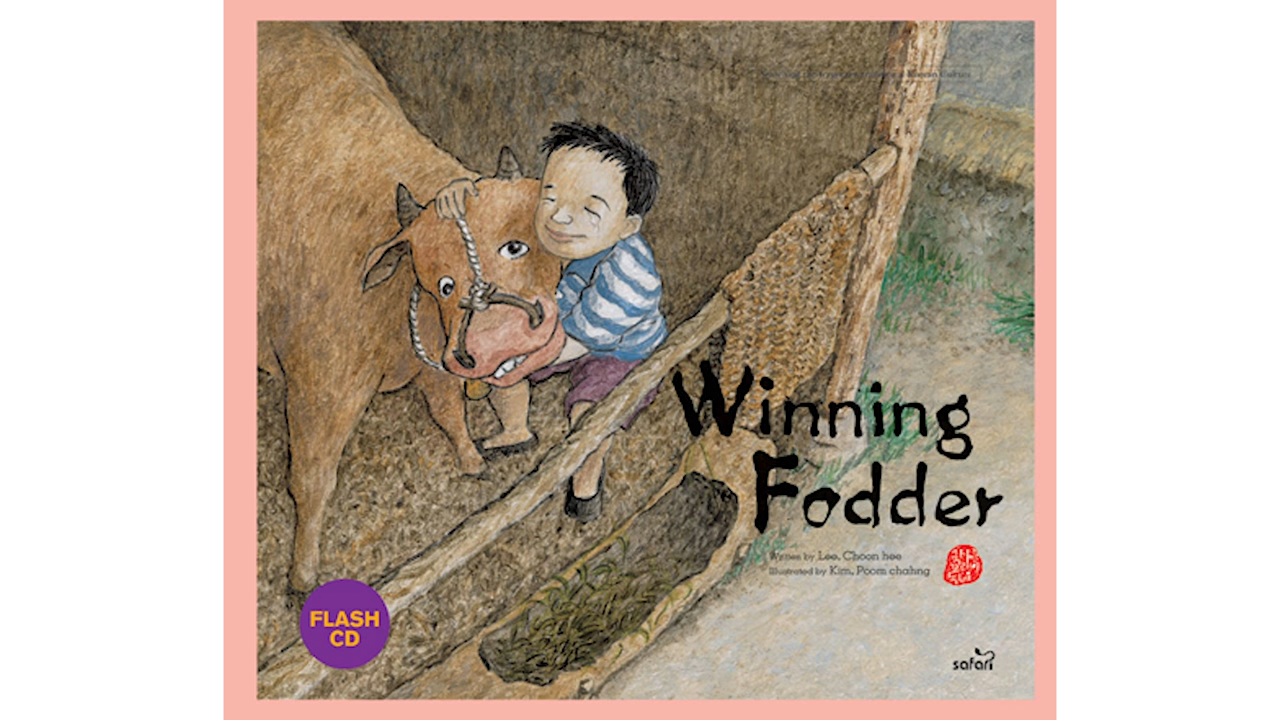 Winning
Fodder
Written by Lee, Choon hee
Illustrated by Kim, Poom chahng
FLASH
CD
safari